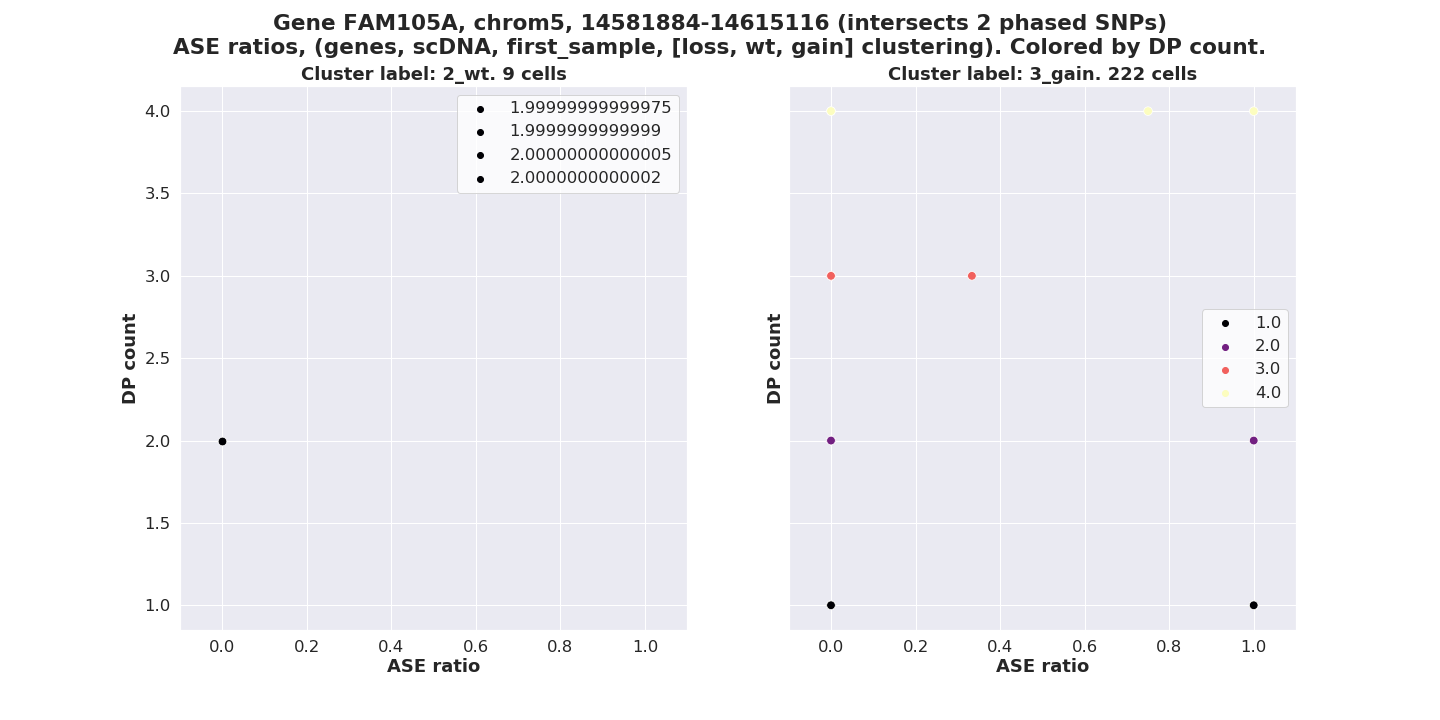 Gene FAM105A, chrom5, 14581884-14615116 (intersects 2 phased SNPs)
ASE ratios, (genes, scDNA, first_sample, [loss, wt, gain] clustering). Colored by DP count.
Cluster label: 2_wt. 9 cells
4.0
3.5
3.0
2.5
2.0
1.5
1.0
DP count
1.99999999999975
1.9999999999999
2.00000000000005
2.0000000000002
0.0 0.2 0.4 0.6 0.8 1.0
ASE ratio
Cluster label: 3_gain. 222 cells
DP count
1.0
2.0
3.0
4.0
0.0 0.2 0.4 0.6 0.8 1.0
ASE ratio